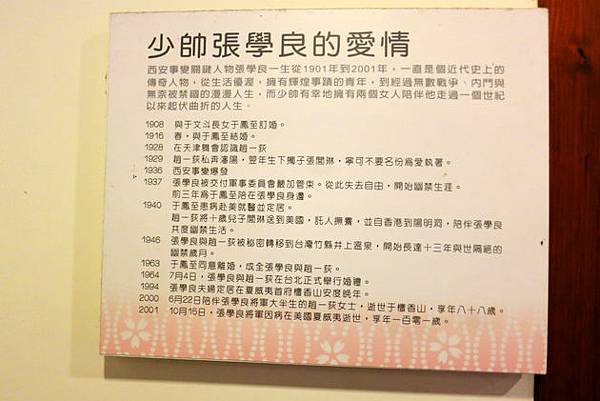 少帥張學良的愛情
西安事變關鍵人物張學良一生從1901年到2001年，一直是個近代史上的
傳奇人物，從生活優渥，擁有輝煌事蹟的青年，到經過無數戰爭、內鬥與
無奈被禁錮的漫漫人生，而少帥有幸地擁有兩個女人陪伴他走過一個世紀
以來起伏曲折的人生。
1908 與于文斗長女于鳳至訂婚。
1916 春，與于鳳至結婚。
1928 在天津舞會認識趙一荻
1929 趙一荻私奔瀋陽，翌年生下獨子張閭琳，寧可不要名份為愛執著。
1936 西安事變爆發
1937 張學良被交付軍事委員會嚴加管束。從此失去自由，開始幽禁生涯。
前三年為于鳳至陪在張學良身邊。
1940 于鳳至患病赴美就醫並定居。
趙一荻將十歲兒子閭琳送到美國，託人撫養，並自香港到陽明洞，陪伴張學良
共度幽禁生活。
1946 張學良與趙一荻被秘密轉移到台灣竹縣井上溫泉，開始長達十三年與世隔絕的
幽禁歲月。
1963 于鳳至同意離婚，成全張學良與趙一荻。
1964 7月4日，張學良與趙一荻在台北正式舉行婚禮。
1994 張學良夫婦定居在夏威夷首府檀香山安度晚年。
2000 6月22日陪伴張學良將軍大半生的趙一荻女士，逝世于檀香山，享年八十八歲。
2001 10月15日，張學良將軍因病在美國夏威夷逝世，享年一百零一歲。